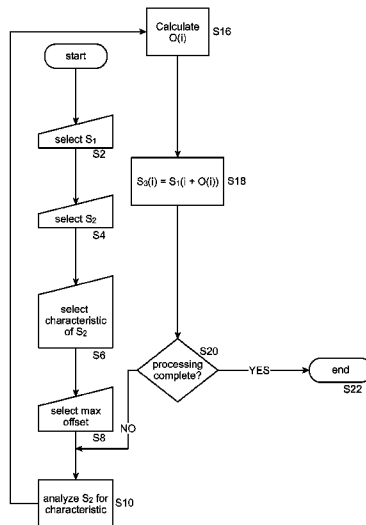 Calculate
O(i)
S16
start
select S₁
S2
S₃(i) = S₁(i + O(i))
S18
select S₂
S4
select
characteristic
of S₂
S6
S20
processing
complete?
YES
end
S22
select max
offset
S8
NO
analyze S₂ for
characteristic
S10